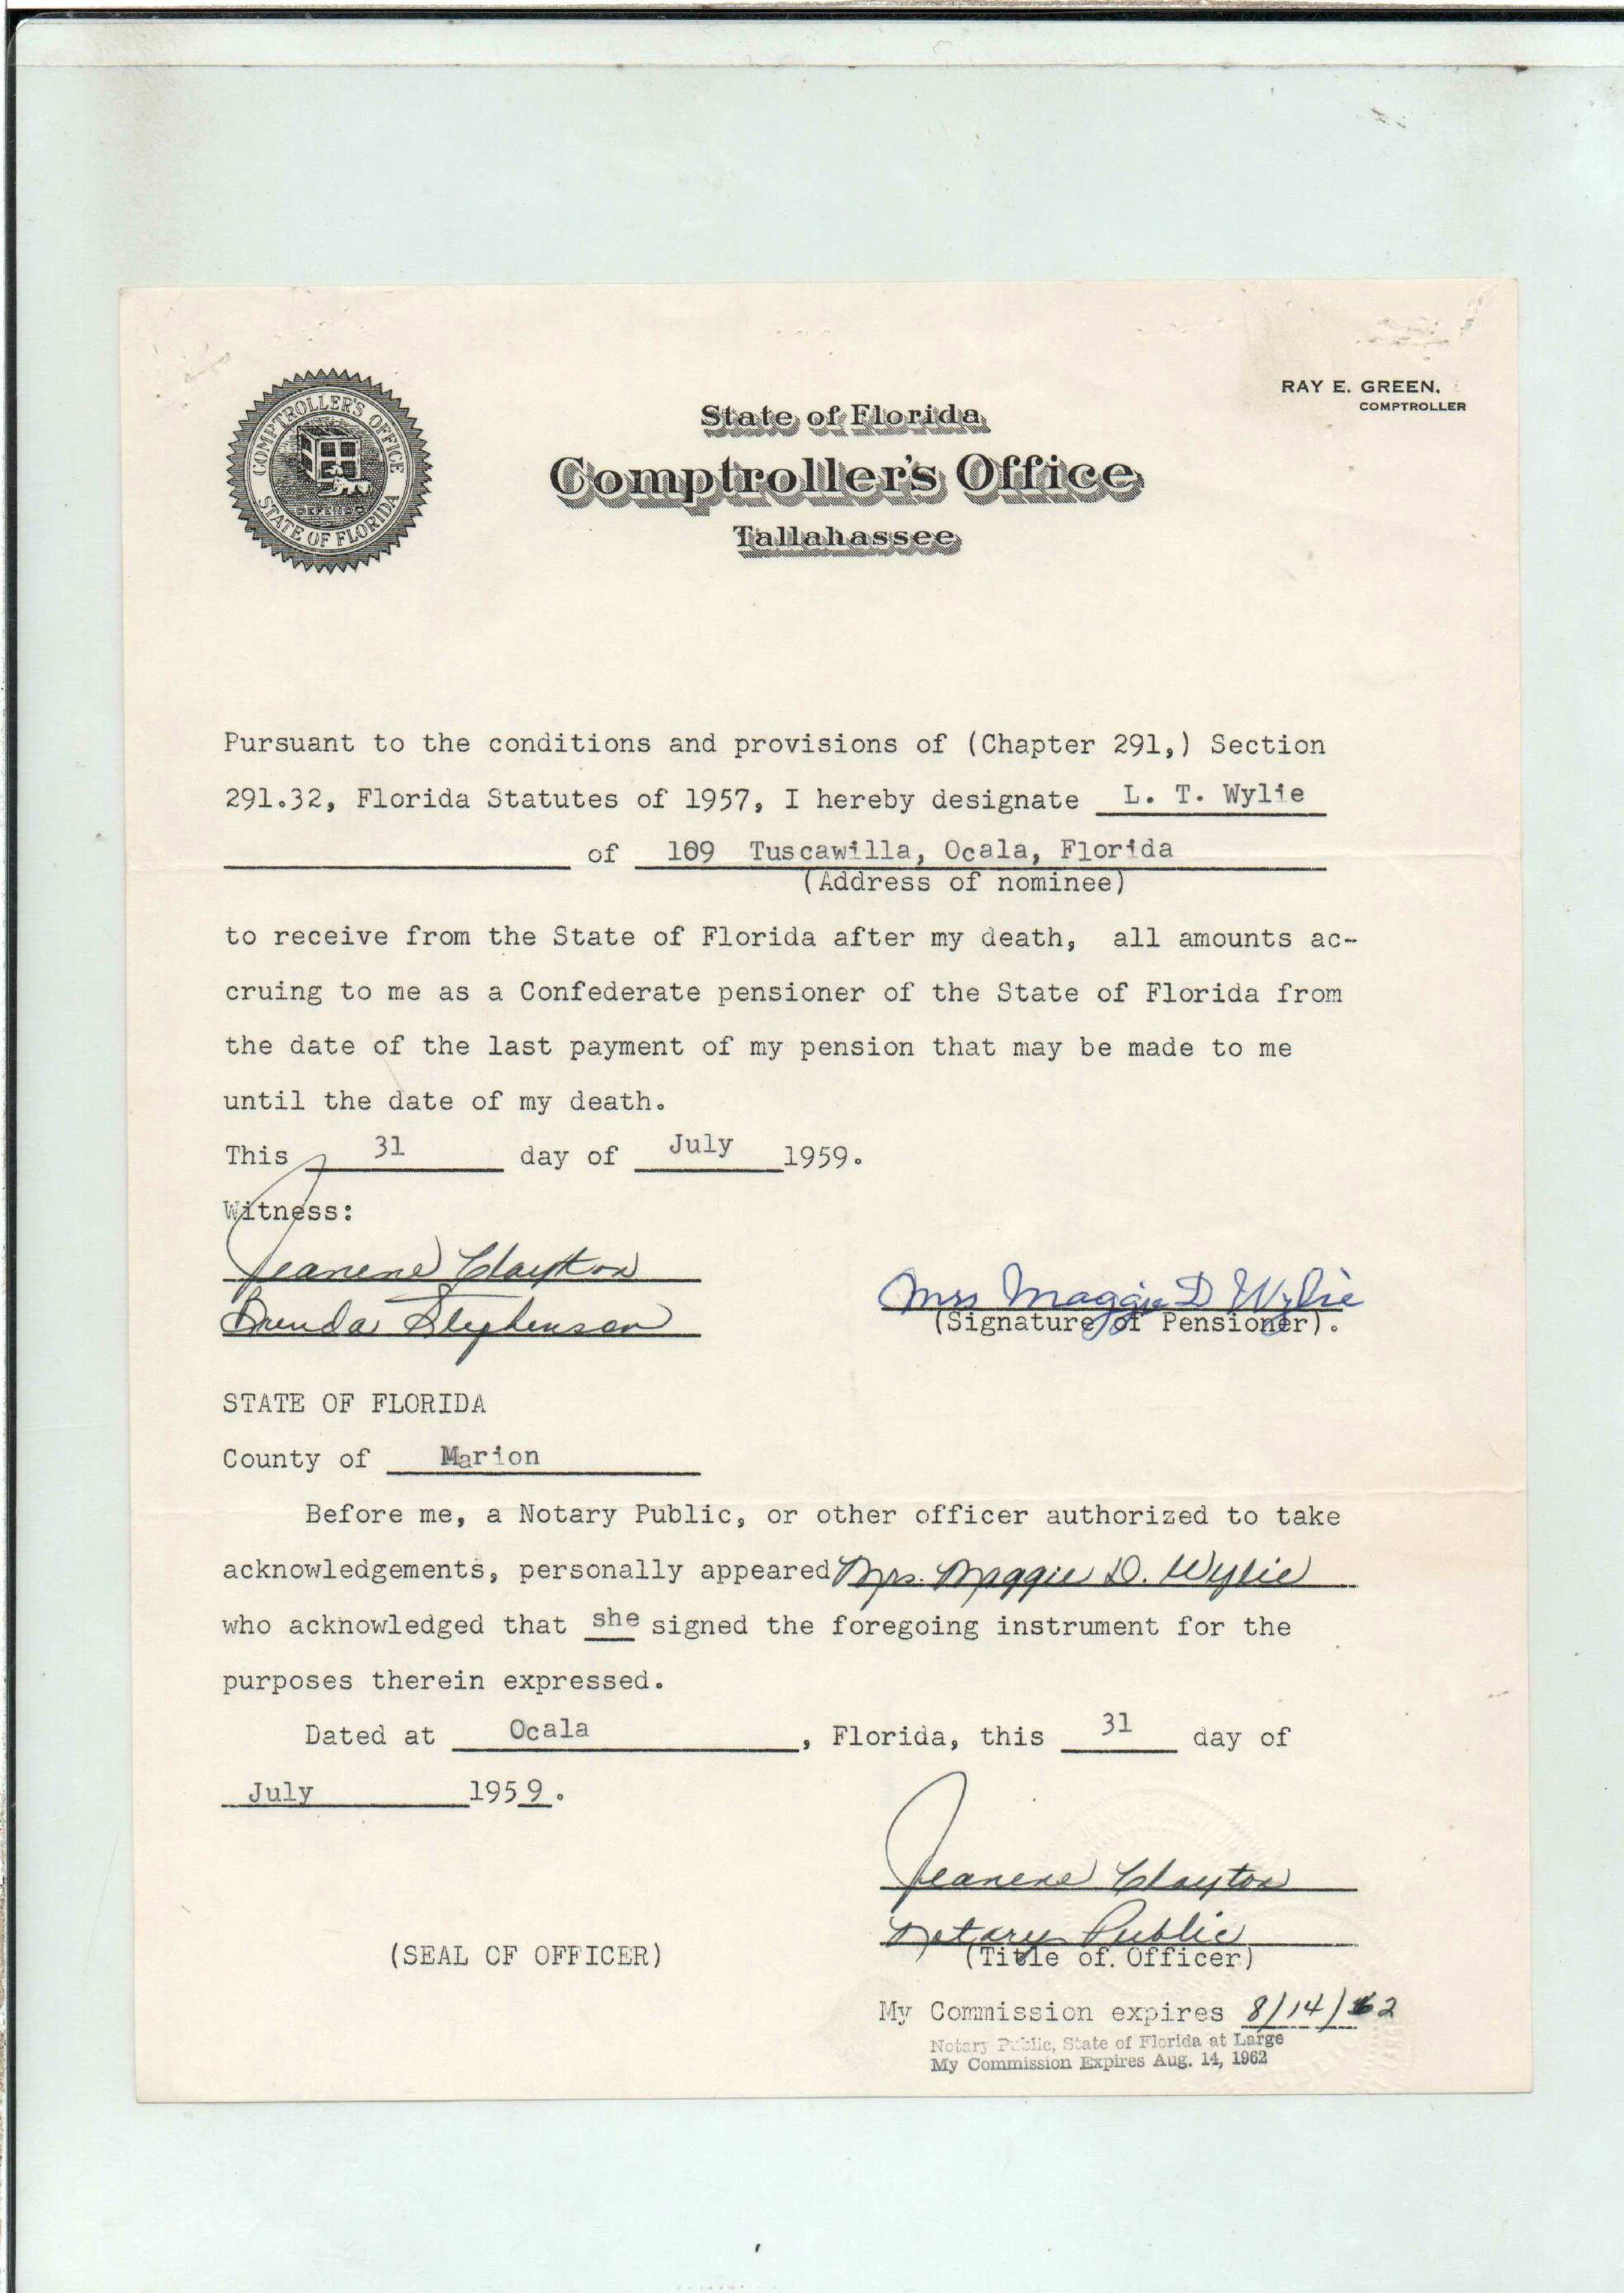 RAY E. GREEN.
COMPTROLLER
COMPTROLLER'S OFFICE
STATE OF FLORIDA
State of Florida
Comptroller's Office
Tallahassee
Pursuant to the conditions and provisions of (Chapter 291,) Section
291.32, Florida Statutes of 1957, I hereby designate L. T. Wylie
of 109 Tuscawilla, Ocala, Florida
(Address of nominee)
to receive from the State of Florida after my death, all amounts ac-
cruing to me as a Confederate pensioner of the State of Florida from
the date of the last payment of my pension that may be made to me
until the date of my death.
This 31 day of July 1959.
Witness:
Jeanene Clayton
Brenda Stephenson
Mrs Maggie D Wylie
(Signature of Pensioner).
STATE OF FLORIDA
County of Marion
Before me, a Notary Public, or other officer authorized to take
acknowledgements, personally appeared Mrs. Maggie D. Wylie
who acknowledged that she signed the foregoing instrument for the
purposes therein expressed.
Dated at Ocala, Florida, this 31 day of
July 1959.
Jeanene Clayton
Notary Public
(SEAL OF OFFICER)
(Title of. Officer)
My Commission expires 8/14/62
Notary Public, State of Florida at Large
My Commission Expires Aug. 14, 1962